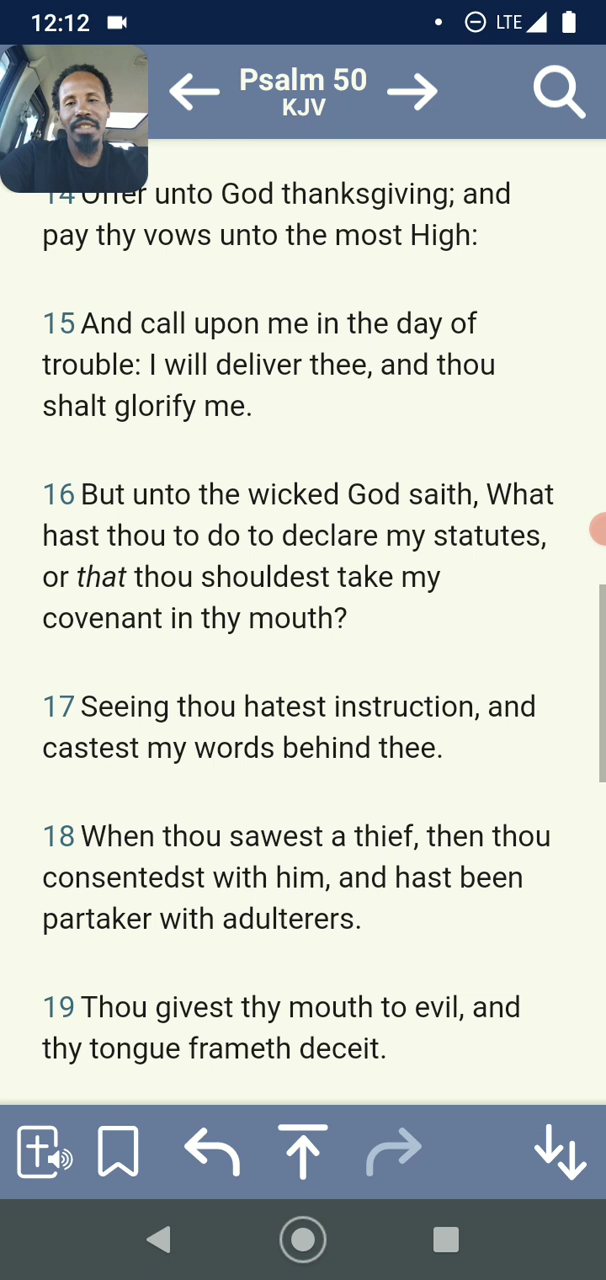 12:12
LTE
Psalm 50
KJV
14 Offer unto God thanksgiving; and
pay thy vows unto the most High:
15 And call upon me in the day of
trouble: I will deliver thee, and thou
shalt glorify me.
16 But unto the wicked God saith, What
hast thou to do to declare my statutes,
or that thou shouldest take my
covenant in thy mouth?
17 Seeing thou hatest instruction, and
castest my words behind thee.
18 When thou sawest a thief, then thou
consentedst with him, and hast been
partaker with adulterers.
19 Thou givest thy mouth to evil, and
thy tongue frameth deceit.